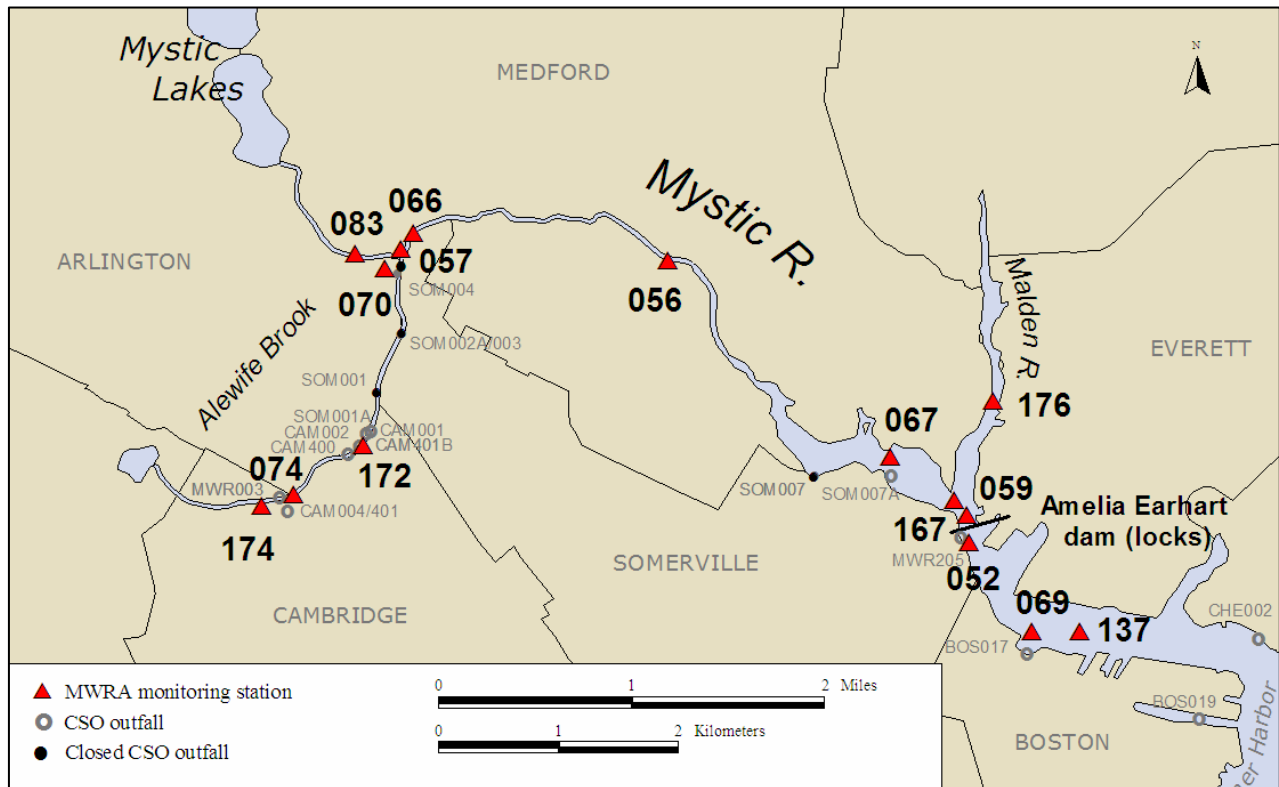 Mystic
Lakes
MEDFORD
N
Mystic R.
066
083
ARLINGTON
057
070
SOM004
056
Malden R.
EVERETT
SOM002A/003
Alewife Brook
SOM001
SOM001A
CAM001
CAM002
CAM401B
CAM400
172
067
176
074
MWR003
CAM004/401
174
SOM007
SOM007A
059
167
Amelia Earhart
dam (locks)
MWR205
052
SOMERVILLE
CAMBRIDGE
069
137
CHE002
BOS017
BOS019
BOSTON
er Harbor
MWRA monitoring station
CSO outfall
Closed CSO outfall
0 1 2 Miles
0 1 2 Kilometers